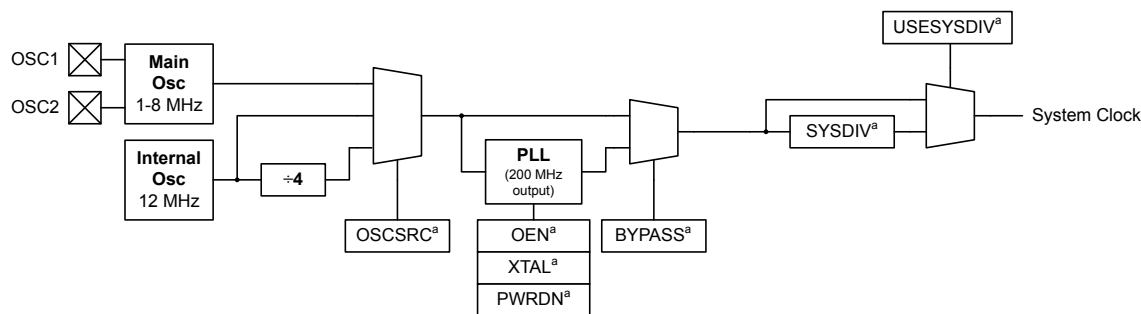 USESYSDIVa
OSC1
Main
Osc
1-8 MHz
OSC2
System Clock
SYSDIVa
Internal
Osc
12 MHz
÷4
PLL
(200 MHz
output)
OSCSRCa
OENa
BYPASSa
XTALa
PWRDNa